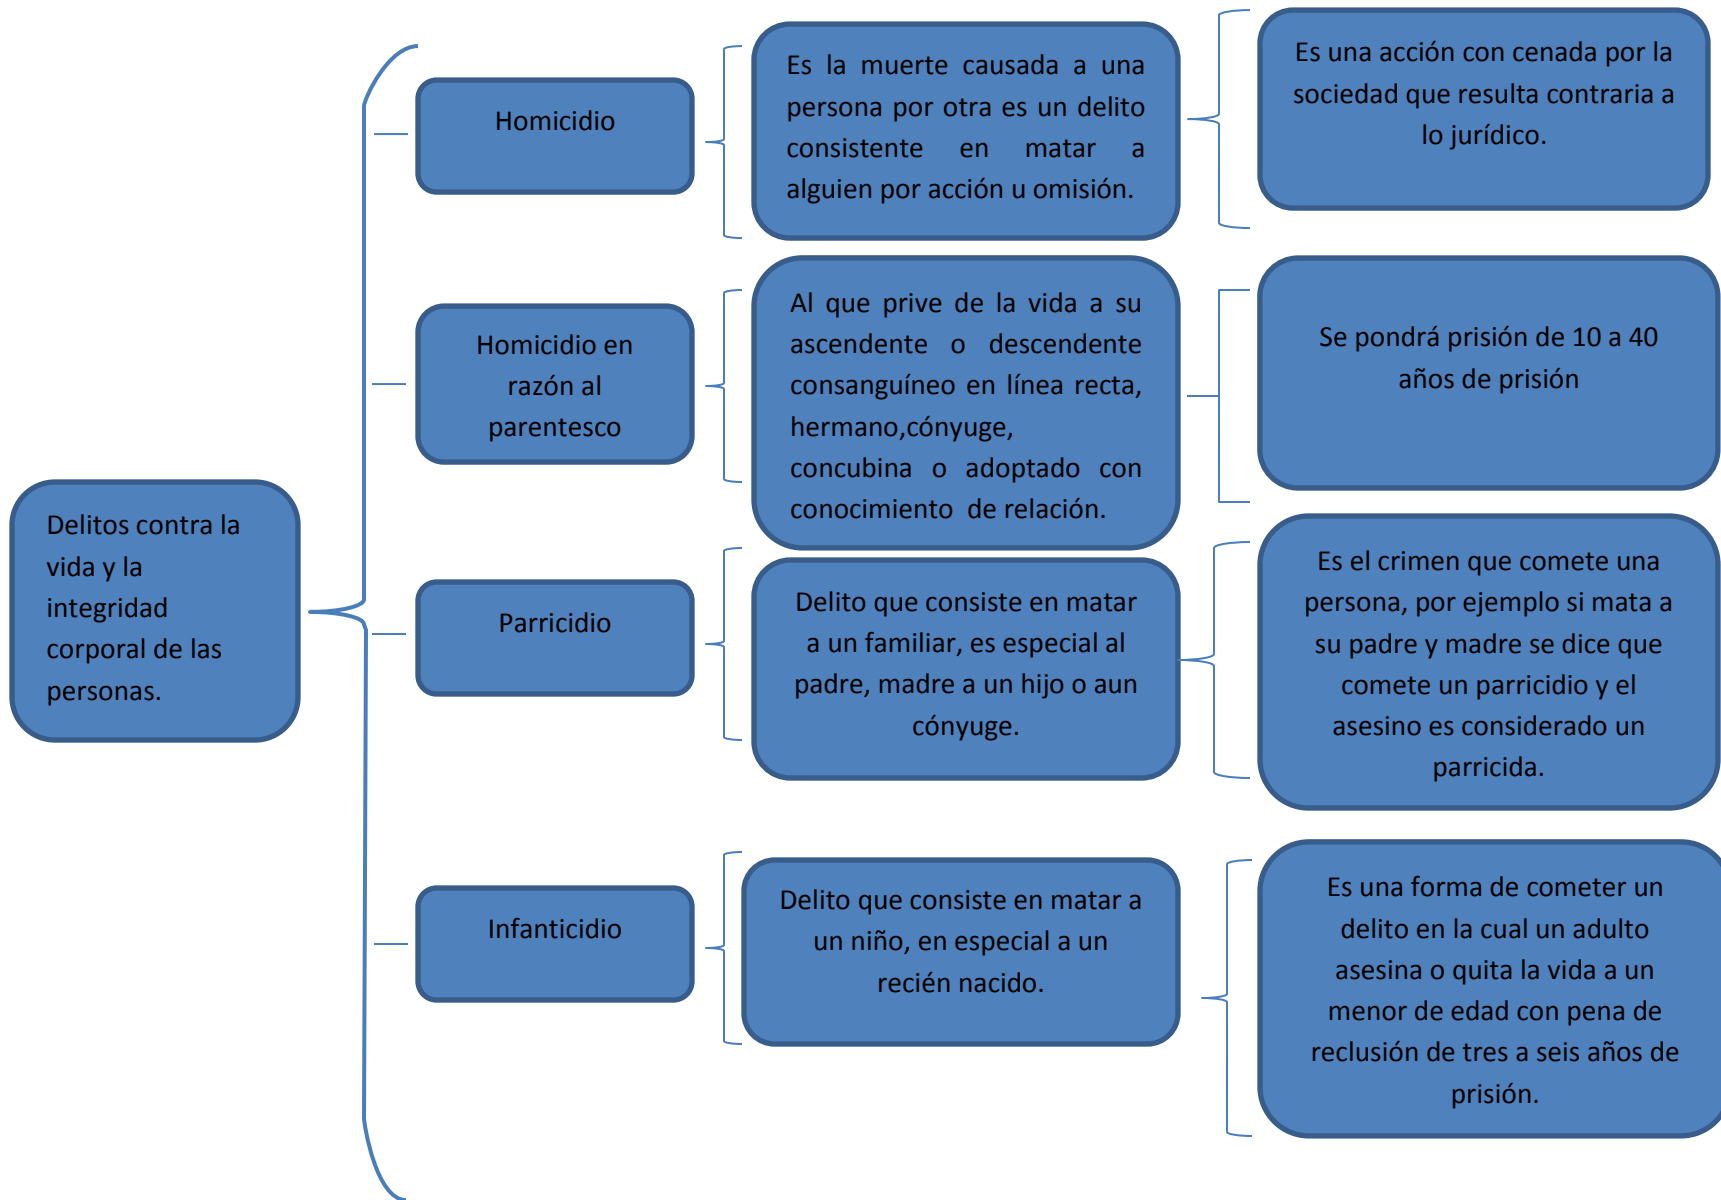 Delitos contra la
vida y la
integridad
corporal de las
personas.
Homicidio
Es la muerte causada a una
persona por otra es un delito
consistente en matar a
alguien por acción u omisión.
Es una acción con cenada por la
sociedad que resulta contraria a
lo jurídico.
Homicidio en
razón al
parentesco
Al que prive de la vida a su
ascendente o descendente
consanguíneo en línea recta,
hermano,cónyuge,
concubina o adoptado con
conocimiento de relación.
Se pondrá prisión de 10 a 40
años de prisión
Parricidio
Delito que consiste en matar
a un familiar, es especial al
padre, madre a un hijo o aun
cónyuge.
Es el crimen que comete una
persona, por ejemplo si mata a
su padre y madre se dice que
comete un parricidio y el
asesino es considerado un
parricida.
Infanticidio
Delito que consiste en matar a
un niño, en especial a un
recién nacido.
Es una forma de cometer un
delito en la cual un adulto
asesina o quita la vida a un
menor de edad con pena de
reclusión de tres a seis años de
prisión.